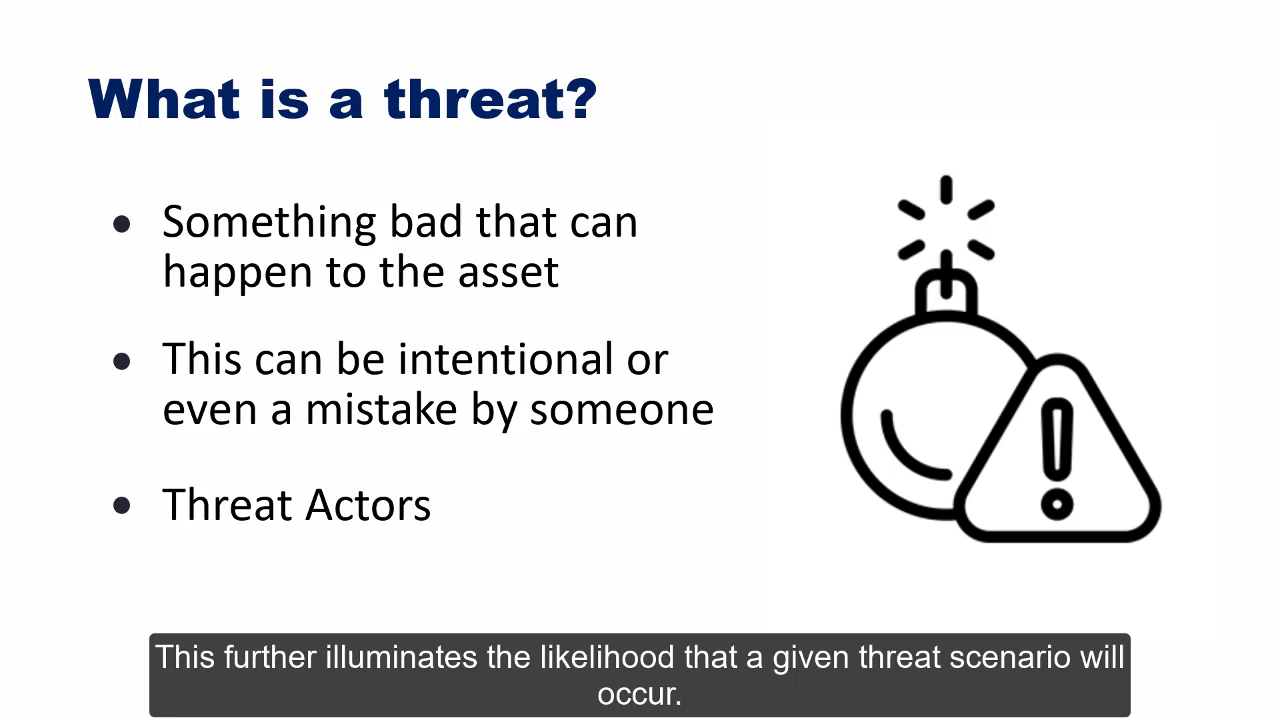 What is a threat?
• Something bad that can
happen to the asset
• This can be intentional or
even a mistake by someone
• Threat Actors
This further illuminates the likelihood that a given threat scenario will
occur.